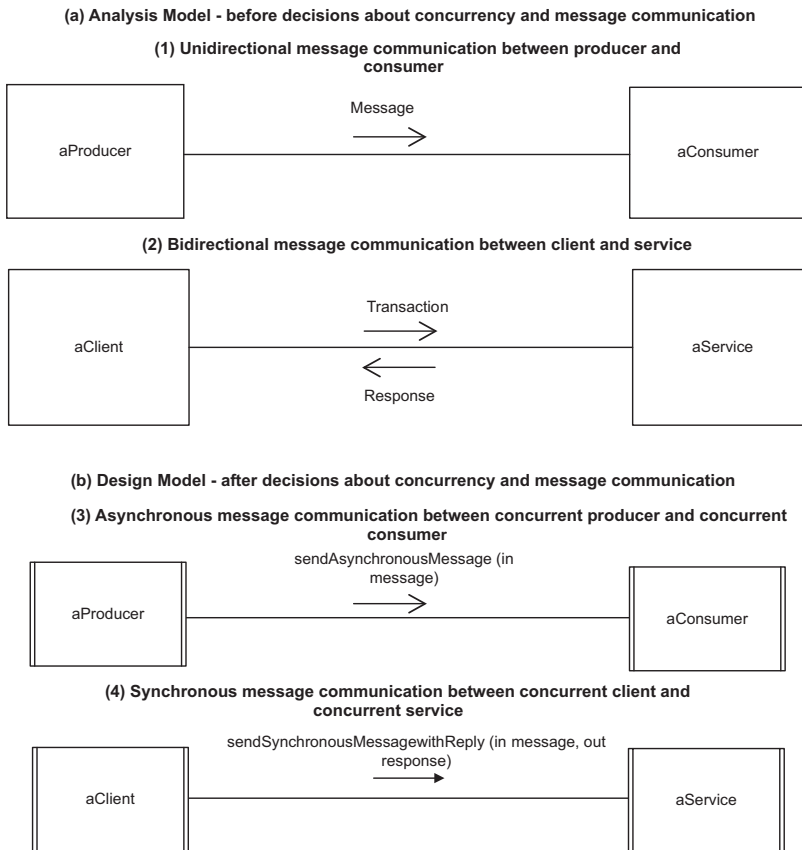 (a) Analysis Model - before decisions about concurrency and message communication
(1) Unidirectional message communication between producer and
consumer
Message
aProducer
aConsumer
(2) Bidirectional message communication between client and service
Transaction
aClient
aService
Response
(b) Design Model - after decisions about concurrency and message communication
(3) Asynchronous message communication between concurrent producer and concurrent
consumer
sendAsynchronousMessage (in
message)
aProducer
aConsumer
(4) Synchronous message communication between concurrent client and
concurrent service
sendSynchronousMessagewithReply (in message, out
response)
aClient
aService